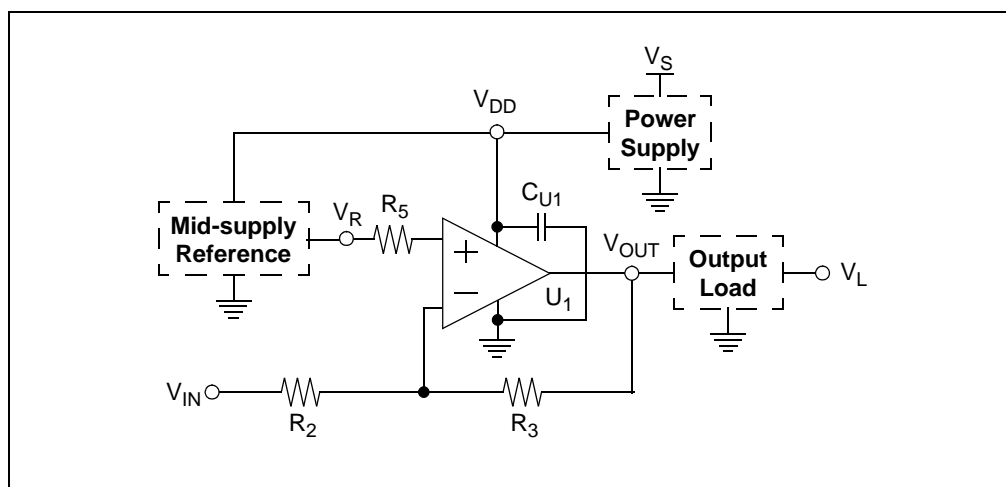 V_S
Power
Supply
V_DD
C_U1
R_5
V_R
Mid-supply
Reference
+
−
U_1
V_OUT
Output
Load
V_L
V_IN
R_2
R_3